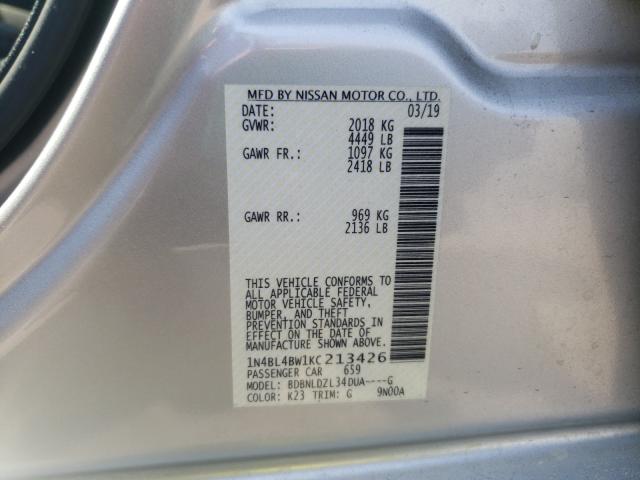 MFD BY NISSAN MOTOR CO., LTD.
DATE: 03/19
GVWR: 2018 KG
4449 LB
GAWR FR.: 1097 KG
2418 LB
GAWR RR.: 969 KG
2136 LB
THIS VEHICLE CONFORMS TO
ALL APPLICABLE FEDERAL
MOTOR VEHICLE SAFETY,
BUMPER, AND THEFT
PREVENTION STANDARDS IN
EFFECT ON THE DATE OF
MANUFACTURE SHOWN ABOVE.
1N4BL4BW1KC213426
PASSENGER CAR 659
MODEL: BDBNLDZL34DUA----G
COLOR: K23 TRIM: G 9N00A